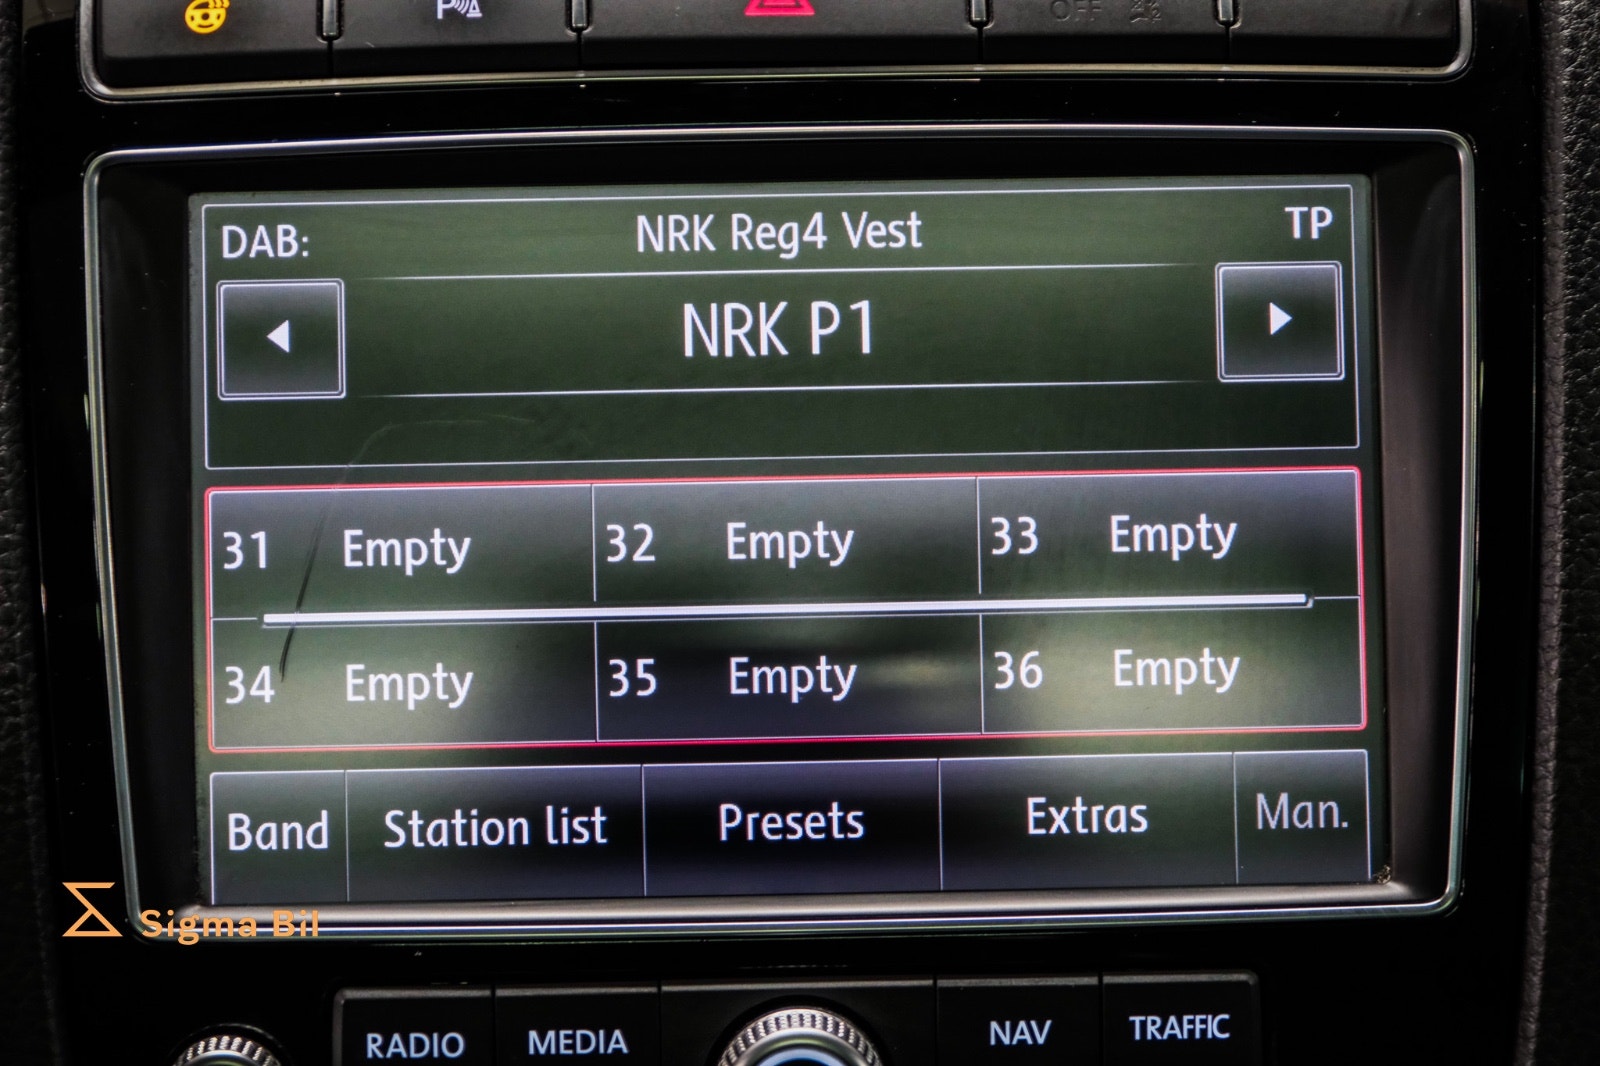 P
OFF
DAB: NRK Reg4 Vest TP
NRK P1
31 Empty 32 Empty 33 Empty
34 Empty 35 Empty 36 Empty
Band Station list Presets Extras Man.
Sigma Bil
RADIO MEDIA NAV TRAFFIC